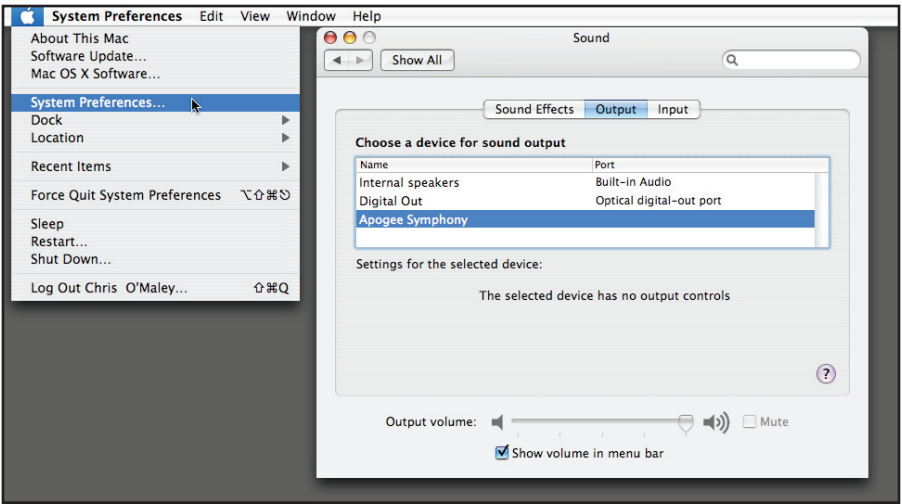 System Preferences Edit View Window Help
About This Mac
Software Update...
Mac OS X Software...
System Preferences...
Dock
Location
Recent Items
Force Quit System Preferences ⌥⇧⌘⎋
Sleep
Restart...
Shut Down...
Log Out Chris O'Maley... ⇧⌘Q
Sound
Show All
Sound Effects Output Input
Choose a device for sound output
Name Port
Internal speakers Built-in Audio
Digital Out Optical digital-out port
Apogee Symphony
Settings for the selected device:
The selected device has no output controls
?
Output volume: Mute
Show volume in menu bar